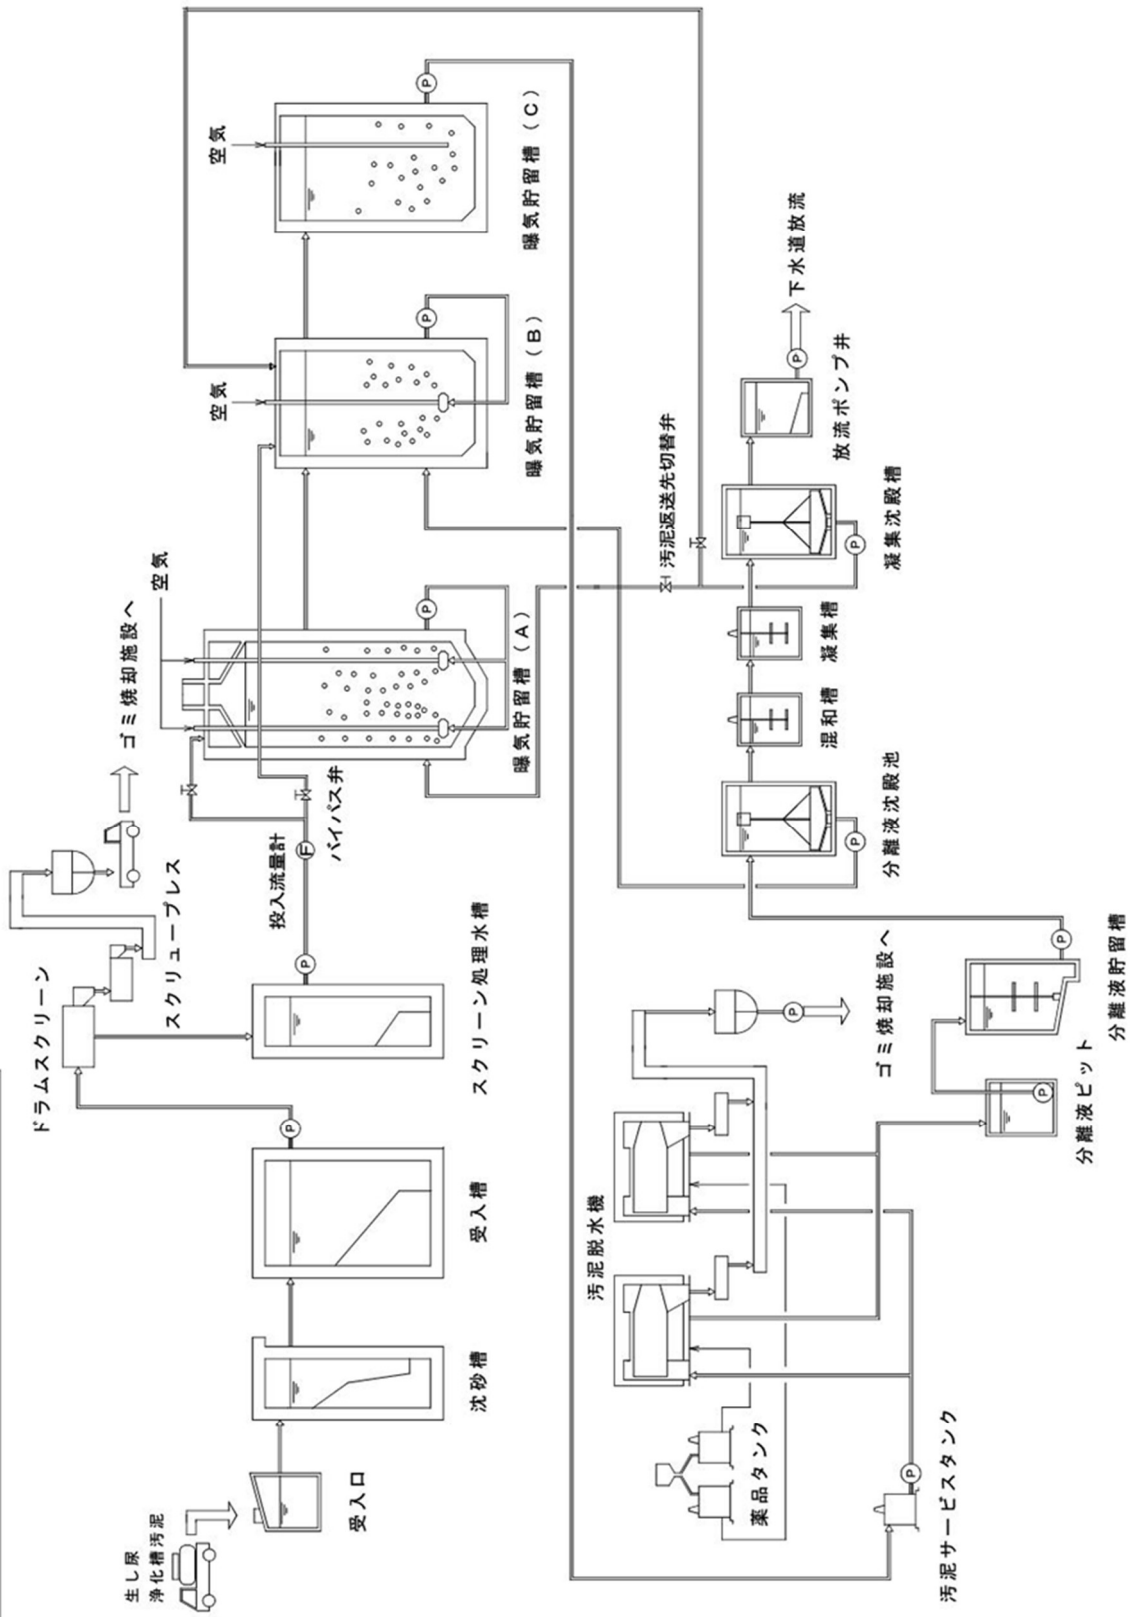 生し尿
浄化槽汚泥
受入口
沈砂槽
受入槽
P
ドラムスクリーン
スクリュープレス
ゴミ焼却施設へ
スクリーン処理水槽
P
投入流量計
F
バイパス弁
空気
曝気貯留槽（A）
P
空気
曝気貯留槽（B）
P
空気
曝気貯留槽（C）
P
薬品タンク
汚泥サービスタンク
P
汚泥脱水機
ゴミ焼却施設へ
P
分離液ピット
P
分離液貯留槽
P
分離液沈殿池
P
混和槽
凝集槽
凝集沈殿槽
P
汚泥返送先切替弁
放流ポンプ井
P
下水道放流